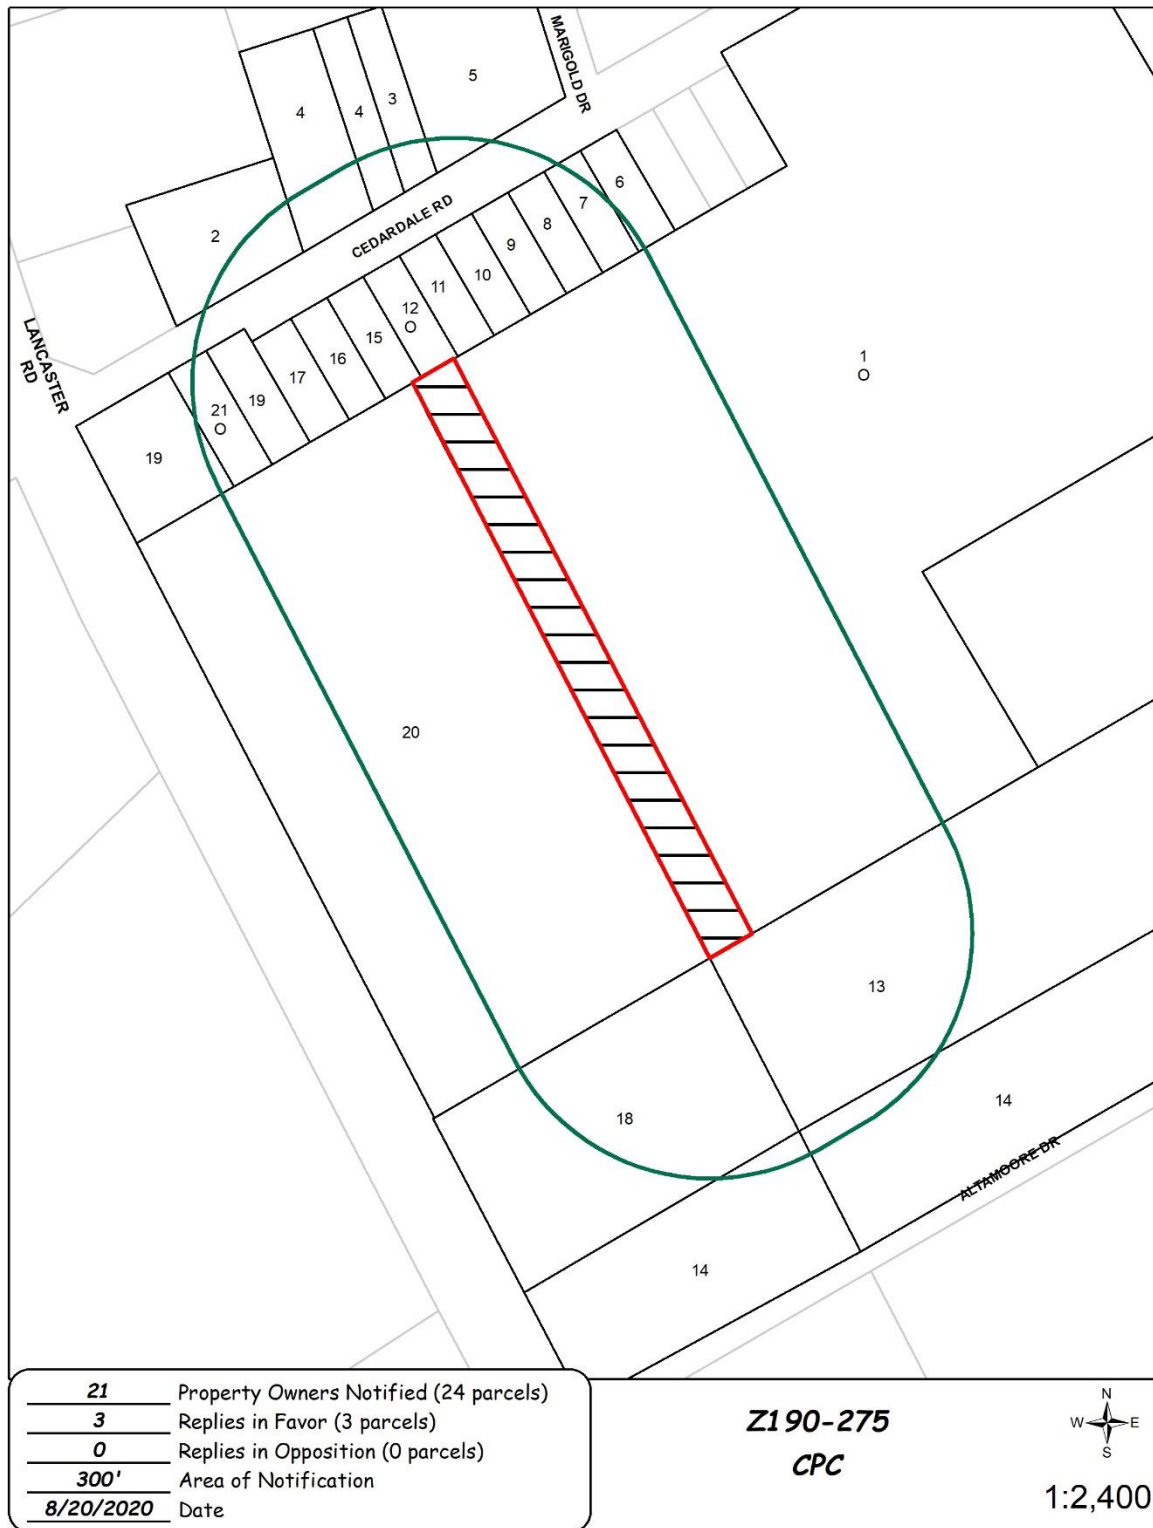 MARIGOLD DR
5
4
4
3
6
7
2
8
CEDARDALE RD
9
10
11
12
O
15
16
17
LANCASTER
RD
19
21
O
19
1
O
20
13
18
14
ALTAMOORE DR
14
21 Property Owners Notified (24 parcels)
3 Replies in Favor (3 parcels)
0 Replies in Opposition (0 parcels)
300' Area of Notification
8/20/2020 Date
Z190-275
CPC
N
W E
S
1:2,400